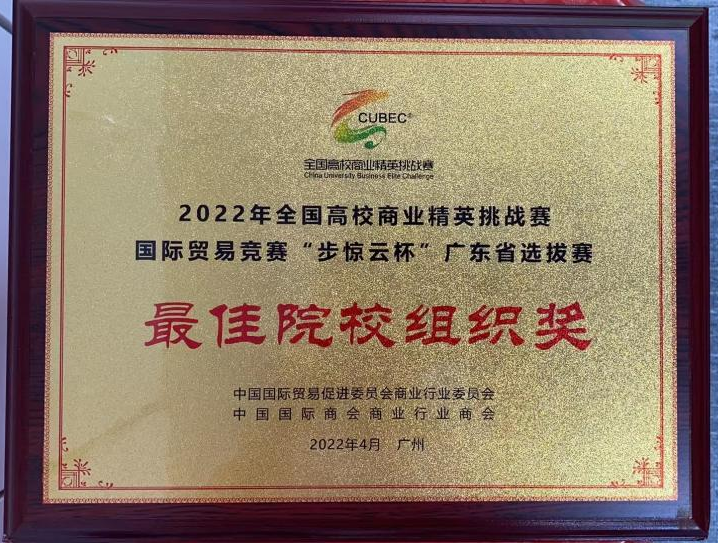 CUBEC®
全国高校商业精英挑战赛
China University Business Elite Challenge
2022年全国高校商业精英挑战赛
国际贸易竞赛“步惊云杯”广东省选拔赛
最佳院校组织奖
中国国际贸易促进委员会商业行业委员会
中国国际商会商业行业商会
2022年4月 广州